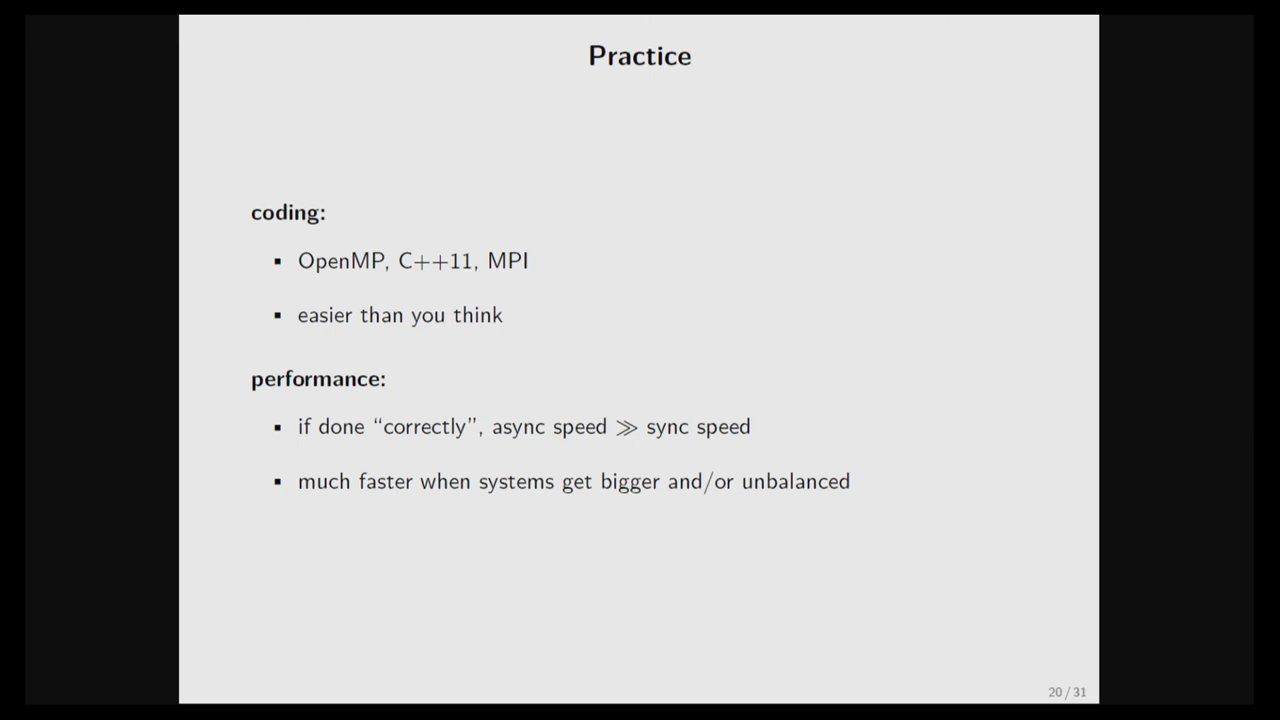 Practice
coding:
▪ OpenMP, C++11, MPI
▪ easier than you think
performance:
▪ if done “correctly”, async speed ≫ sync speed
▪ much faster when systems get bigger and/or unbalanced
20 / 31